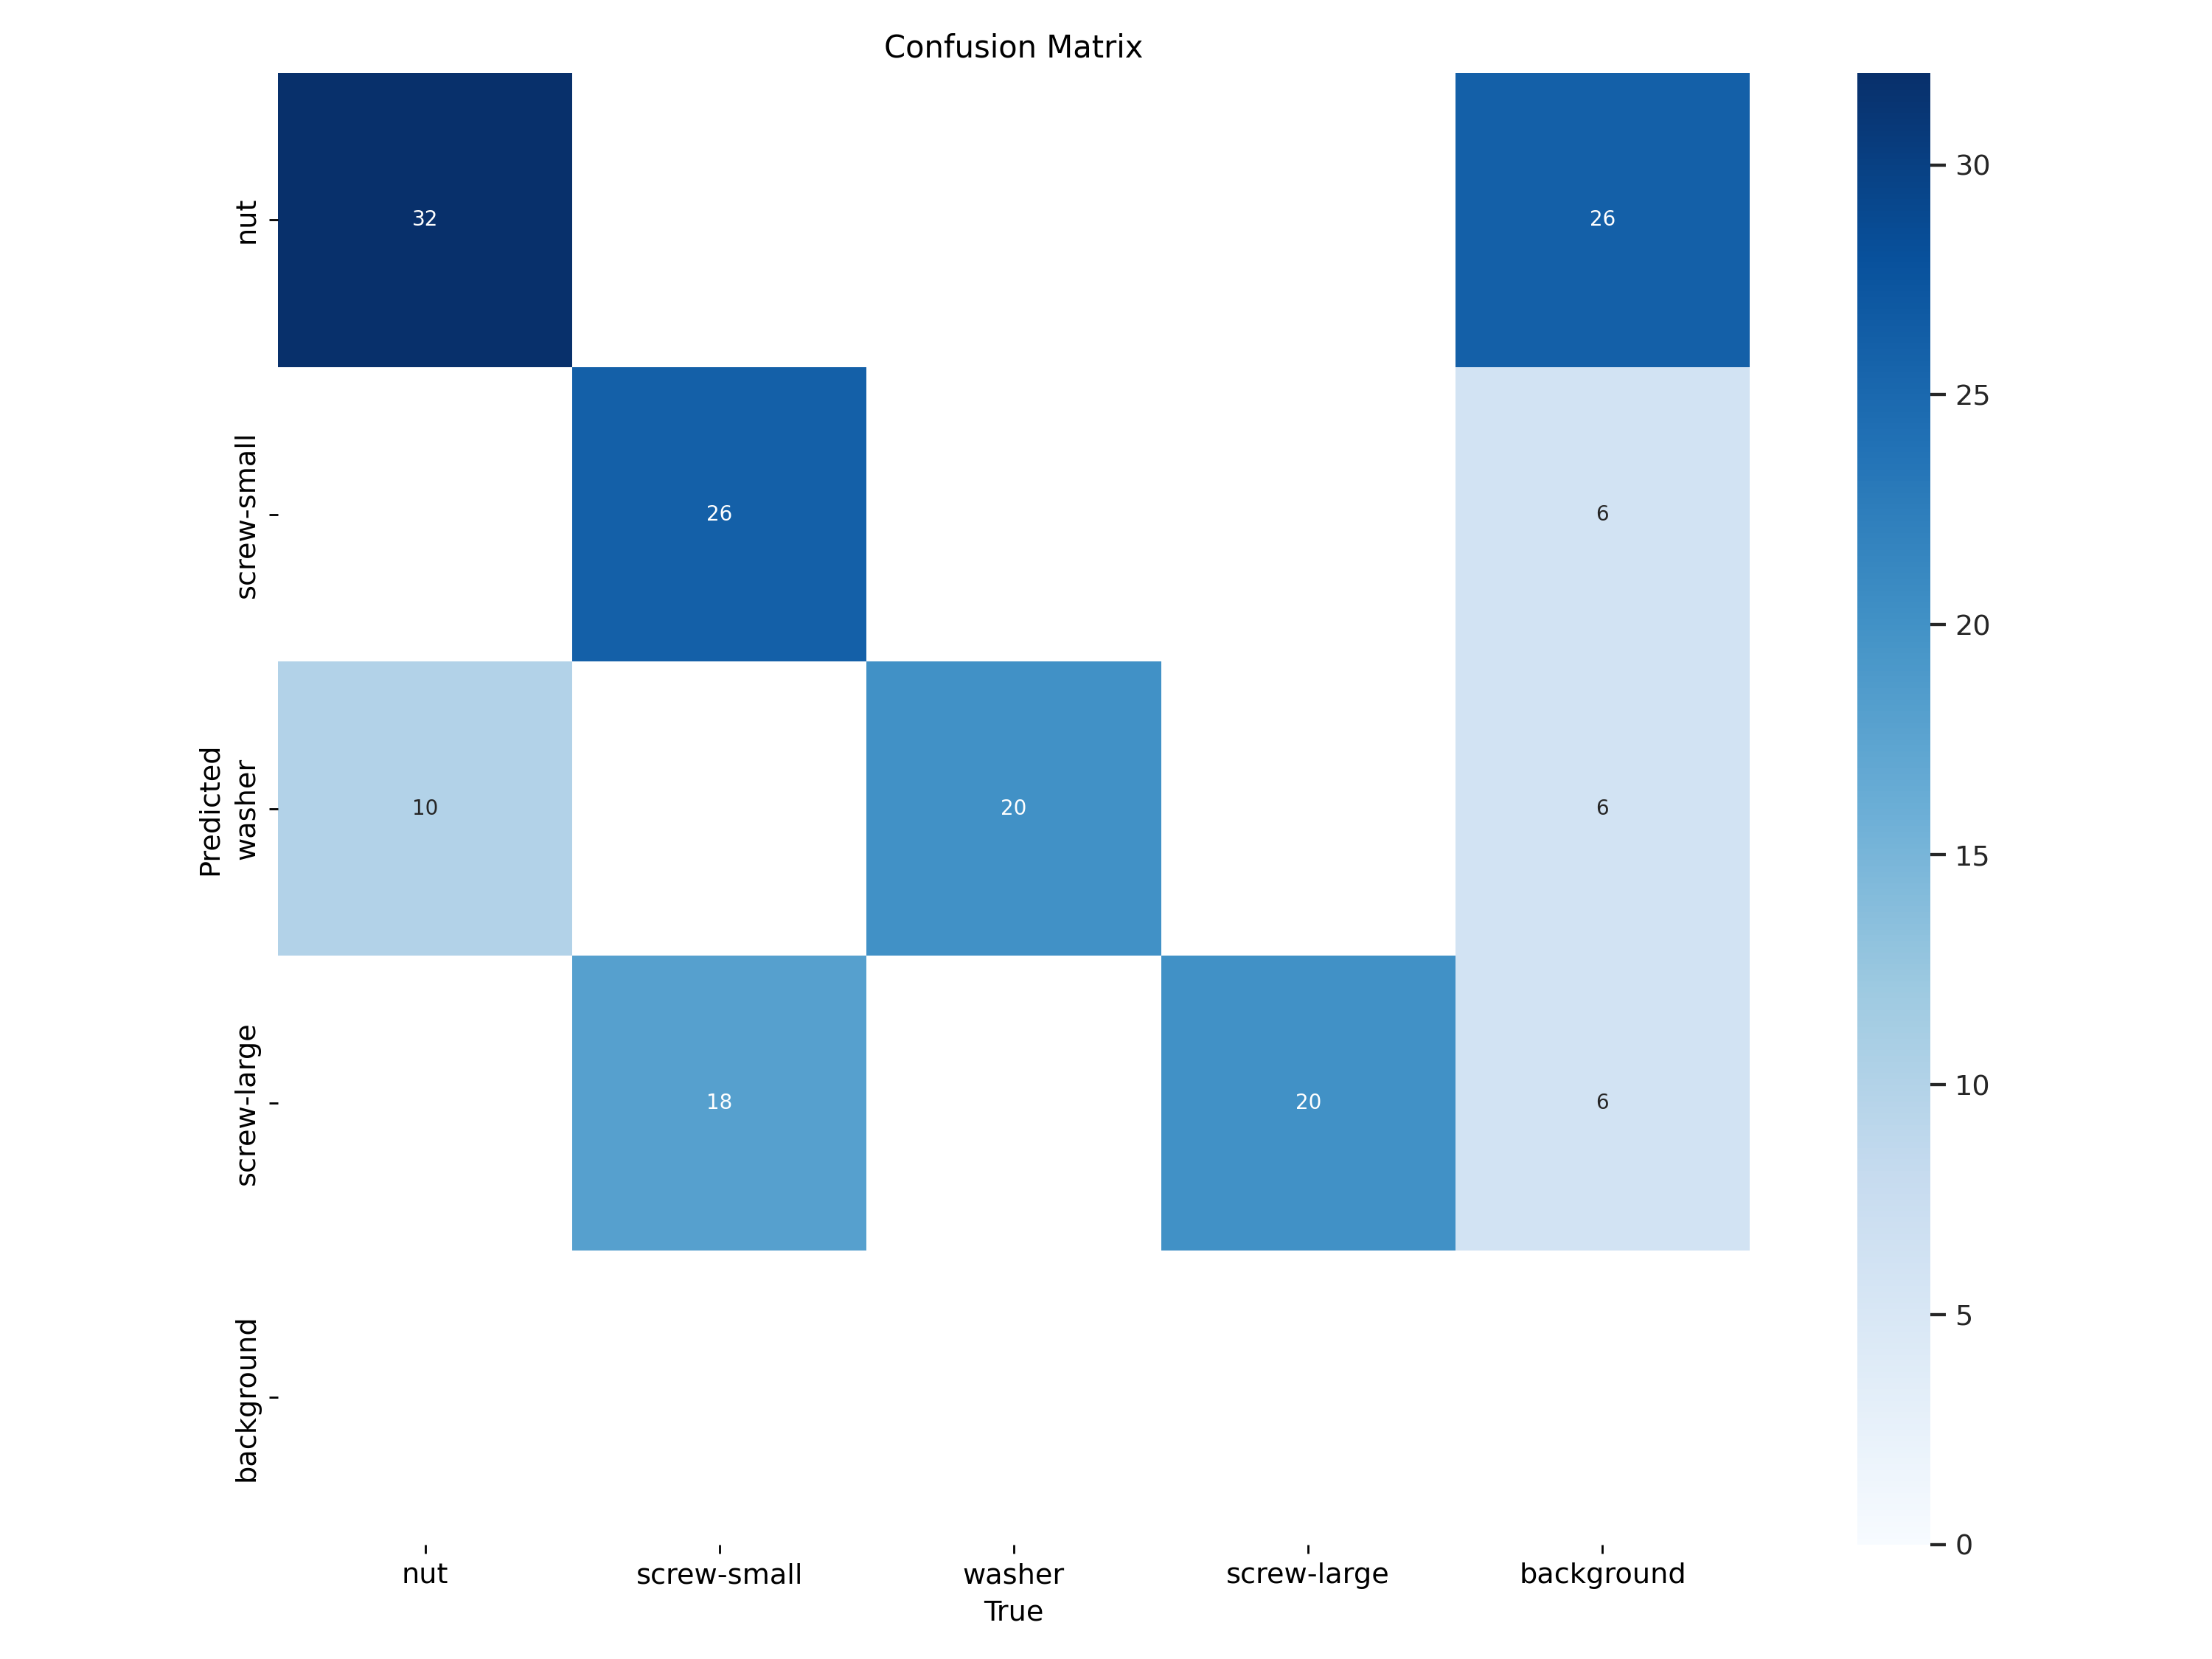 Confusion Matrix
nut
32
26
30
25
screw-small
26
6
20
Predicted
washer
10
20
6
15
screw-large
18
20
6
10
background
5
0
nut
screw-small
washer
screw-large
background
True